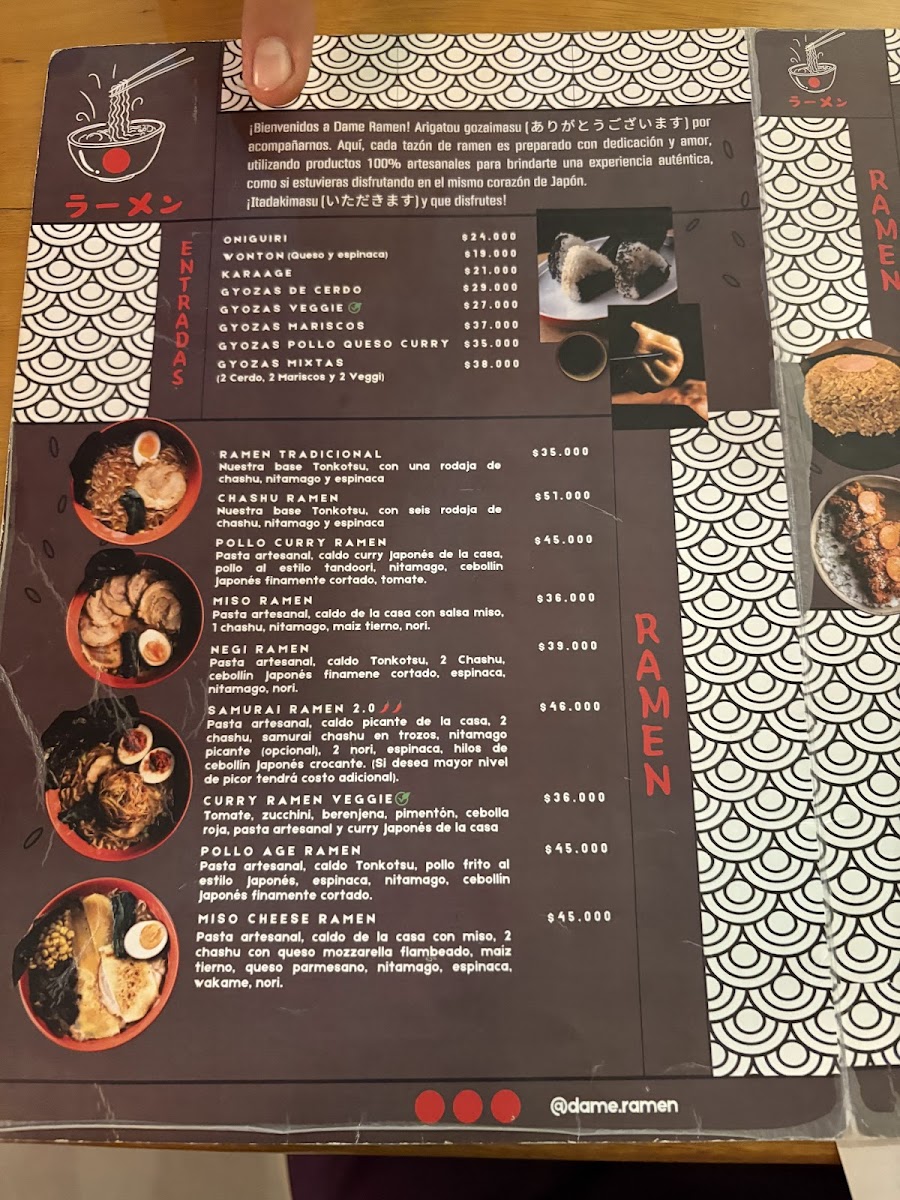 ラーメン
¡Bienvenidos a Dame Ramen! Arigatou gozaimasu (ありがとうございます) por
acompañarnos. Aquí, cada tazón de ramen es preparado con dedicación y amor,
utilizando productos 100% artesanales para brindarte una experiencia auténtica,
como si estuvieras disfrutando en el mismo corazón de Japón.
¡Itadakimasu (いただきます) y que disfrutes!
ENTRADAS
ONIGUIRI $24.000
WONTON (Queso y espinaca) $19.000
KARAAGE $21.000
GYOZAS DE CERDO $29.000
GYOZAS VEGGIE $27.000
GYOZAS MARISCOS $37.000
GYOZAS POLLO QUESO CURRY $35.000
GYOZAS MIXTAS $38.000
(2 Cerdo, 2 Mariscos y 2 Veggi)
RAMEN
RAMEN TRADICIONAL $35.000
Nuestra base Tonkotsu, con una rodaja de
chashu, nitamago y espinaca
CHASHU RAMEN $51.000
Nuestra base Tonkotsu, con seis rodaja de
chashu, nitamago y espinaca
POLLO CURRY RAMEN $45.000
Pasta artesanal, caldo curry japonés de la casa,
pollo al estilo tandoori, nitamago, cebollín
japonés finamente cortado, tomate.
MISO RAMEN $36.000
Pasta artesanal, caldo de la casa con salsa miso,
1 chashu, nitamago, maiz tierno, nori.
NEGI RAMEN $39.000
Pasta artesanal, caldo Tonkotsu, 2 Chashu,
cebollín japonés finamene cortado, espinaca,
nitamago, nori.
SAMURAI RAMEN 2.0 $46.000
Pasta artesanal, caldo picante de la casa, 2
chashu, samurai chashu en trozos, nitamago
picante (opcional), 2 nori, espinaca, hilos de
cebollín japonés crocante. (Si desea mayor nivel
de picor tendrá costo adicional).
CURRY RAMEN VEGGIE $36.000
Tomate, zucchini, berenjena, pimentón, cebolla
roja, pasta artesanal y curry japonés de la casa
POLLO AGE RAMEN $45.000
Pasta artesanal, caldo Tonkotsu, pollo frito al
estilo japonés, espinaca, nitamago, cebollín
japonés finamente cortado.
MISO CHEESE RAMEN $45.000
Pasta artesanal, caldo de la casa con miso, 2
chashu con queso mozzarella flambeado, maiz
tierno, queso parmesano, nitamago, espinaca,
wakame, nori.
@dame.ramen
ラーメン
RAMEN